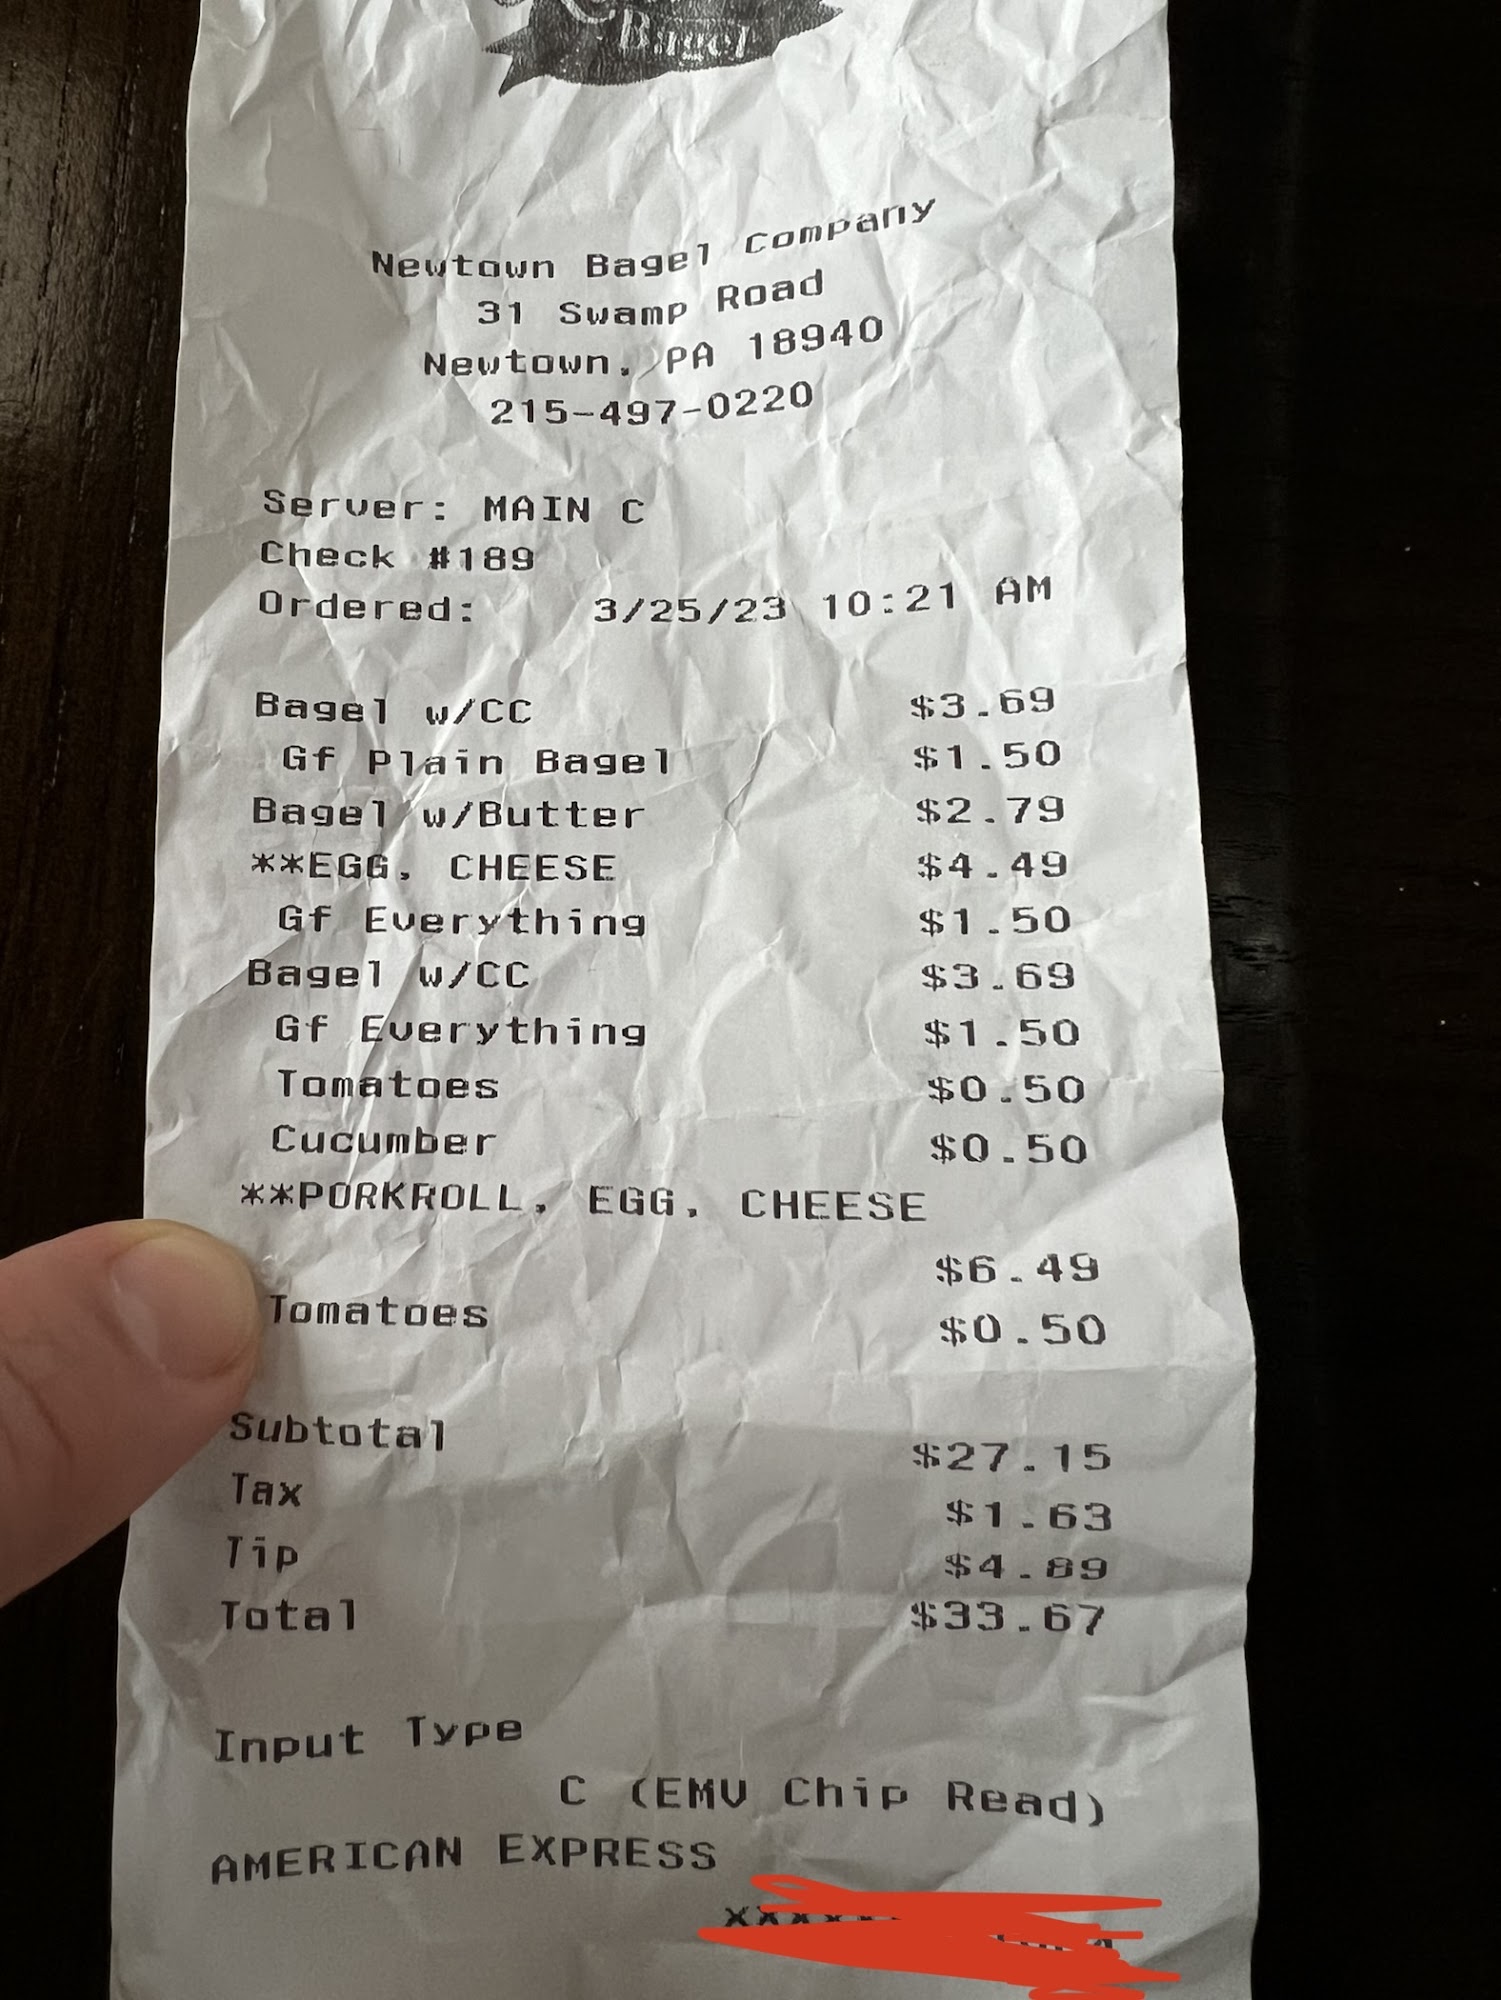 Bagel
Newtown Bagel Company
31 Swamp Road
Newtown, PA 18940
215-497-0220
Server: MAIN C
Check #189
Ordered: 3/25/23 10:21 AM
Bagel w/CC $3.69
Gf Plain Bagel $1.50
Bagel w/Butter $2.79
**EGG, CHEESE $4.49
Gf Everything $1.50
Bagel w/CC $3.69
Gf Everything $1.50
Tomatoes $0.50
Cucumber $0.50
**PORKROLL, EGG, CHEESE
$6.49
Tomatoes $0.50
Subtotal $27.15
Tax $1.63
Tip $4.89
Total $33.67
Input Type
C (EMV Chip Read)
AMERICAN EXPRESS